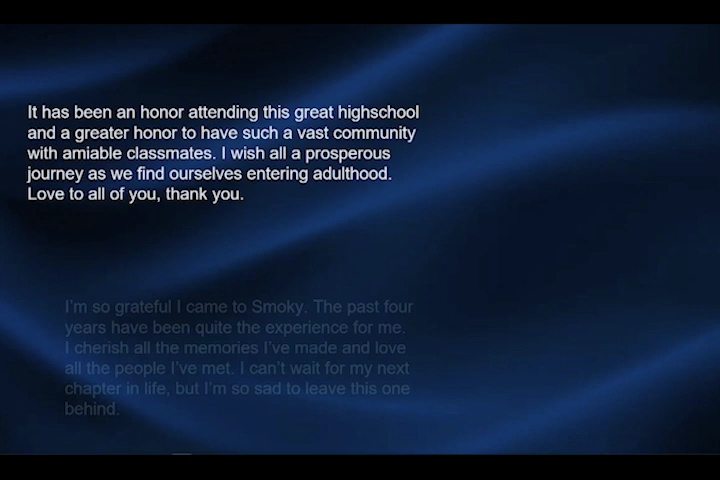 It has been an honor attending this great highschool
and a greater honor to have such a vast community
with amiable classmates. I wish all a prosperous
journey as we find ourselves entering adulthood.
Love to all of you, thank you.
I'm so grateful I came to Smoky. The past four
years have been quite the experience for me.
I cherish all the memories I've made and love
all the people I've met. I can't wait for my next
chapter in life, but I'm so sad to leave this one
behind.